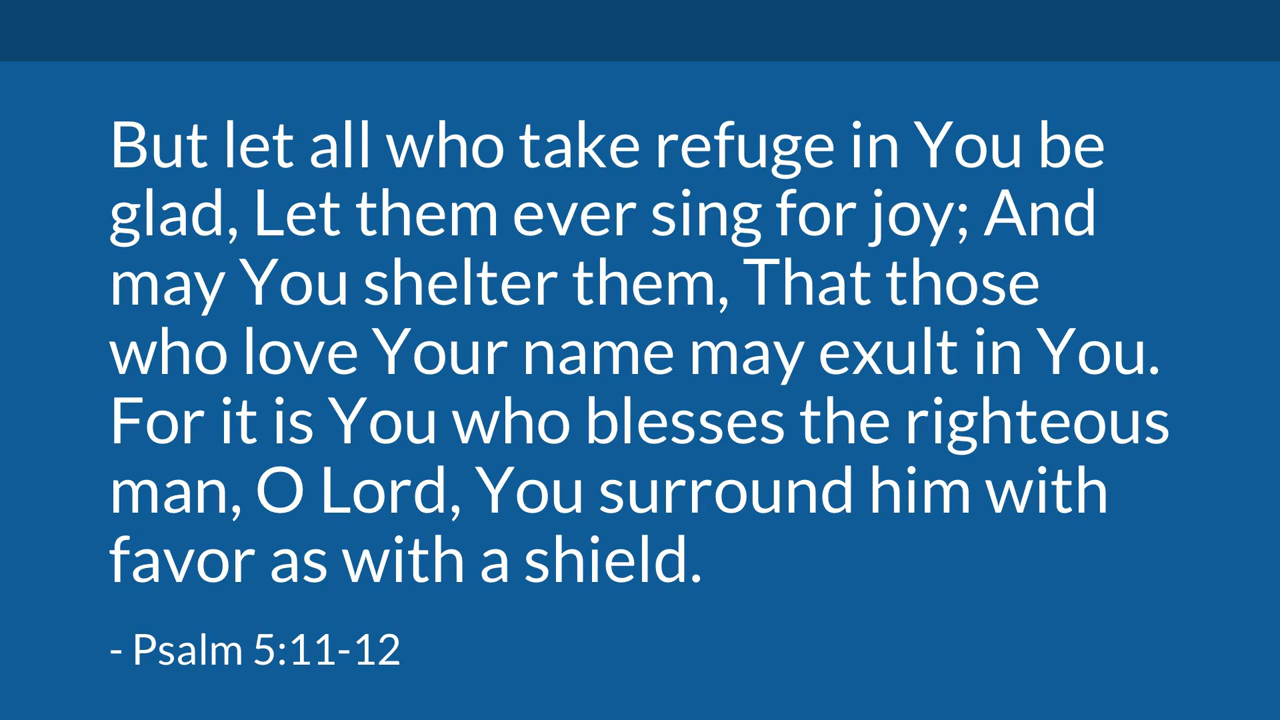 But let all who take refuge in You be
glad, Let them ever sing for joy; And
may You shelter them, That those
who love Your name may exult in You.
For it is You who blesses the righteous
man, O Lord, You surround him with
favor as with a shield.
- Psalm 5:11-12